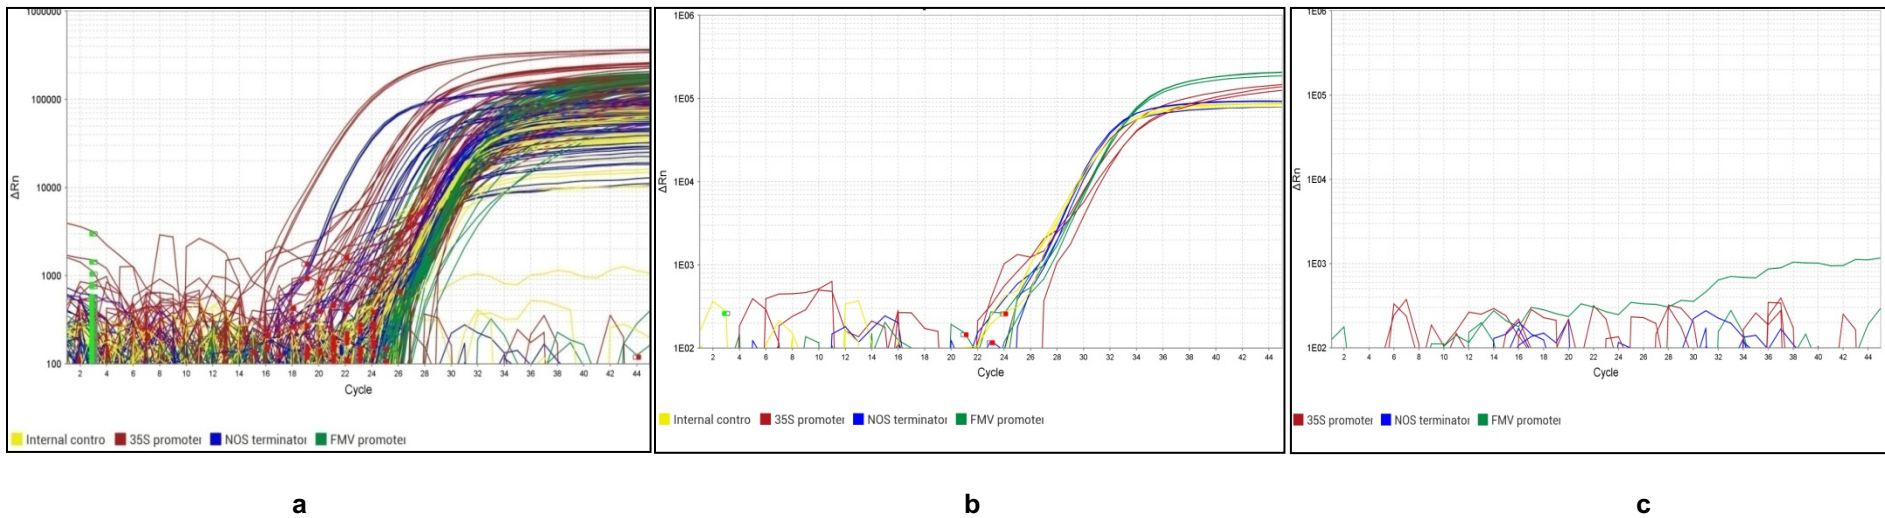 1000000
100000
10000
1000
100
ΔRn
2 4 6 8 10 12 14 16 18 20 22 24 26 28 30 32 34 36 38 40 42 44
Cycle
Internal contro 35S promoter NOS terminator FMV promoter
a
1E06
1E05
1E04
1E03
1E02
ΔRn
2 4 6 8 10 12 14 16 18 20 22 24 26 28 30 32 34 36 38 40 42 44
Cycle
Internal contro 35S promoter NOS terminator FMV promoter
b
1E06
1E05
1E04
1E03
1E02
ΔRn
2 4 6 8 10 12 14 16 18 20 22 24 26 28 30 32 34 36 38 40 42 44
Cycle
35S promoter NOS terminator FMV promoter
c